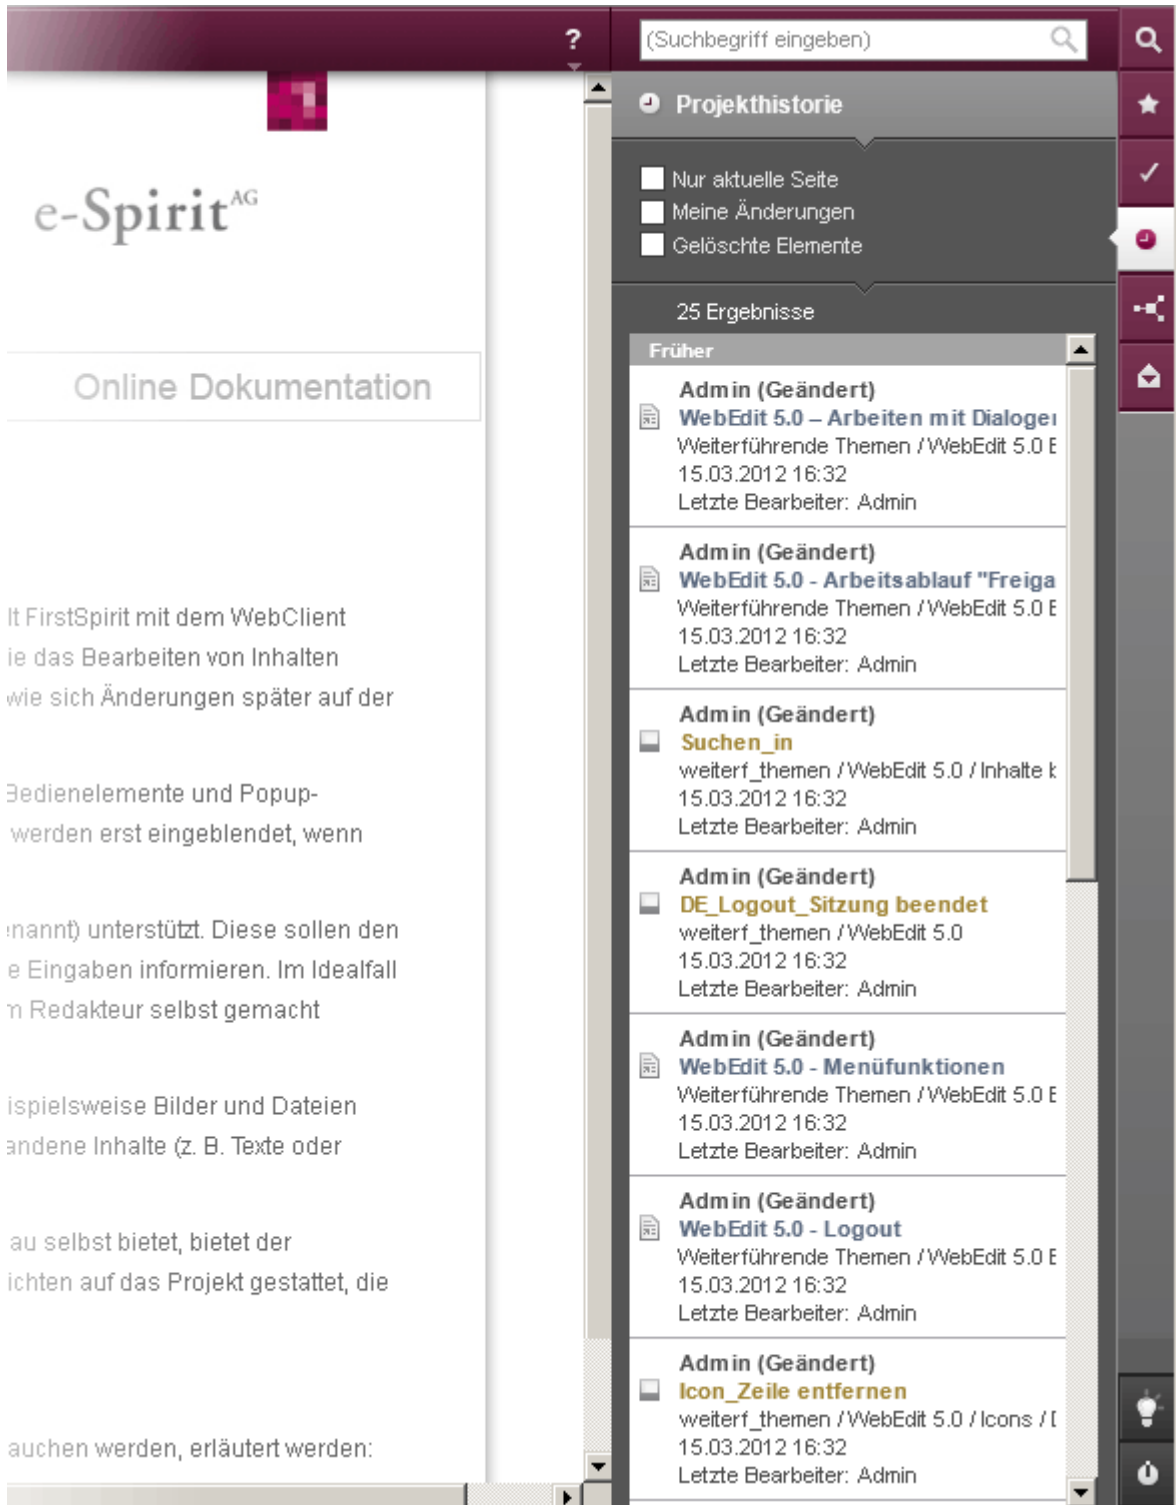 ?
(Suchbegriff eingeben)
e-Spirit AG
Online Dokumentation
lt FirstSpirit mit dem WebClient
ie das Bearbeiten von Inhalten
wie sich Änderungen später auf der
Bedienelemente und Popup-
werden erst eingeblendet, wenn
nannt) unterstützt. Diese sollen den
e Eingaben informieren. Im Idealfall
m Redakteur selbst gemacht
ispielsweise Bilder und Dateien
andene Inhalte (z. B. Texte oder
au selbst bietet, bietet der
ichten auf das Projekt gestattet, die
auchen werden, erläutert werden:
Projekthistorie
Nur aktuelle Seite
Meine Änderungen
Gelöschte Elemente
25 Ergebnisse
Früher
Admin (Geändert)
WebEdit 5.0 – Arbeiten mit Dialoge
Weiterführende Themen / WebEdit 5.0 E
15.03.2012 16:32
Letzte Bearbeiter: Admin
Admin (Geändert)
WebEdit 5.0 - Arbeitsablauf "Freiga
Weiterführende Themen / WebEdit 5.0 E
15.03.2012 16:32
Letzte Bearbeiter: Admin
Admin (Geändert)
Suchen_in
weiterf_themen / WebEdit 5.0 / Inhalte k
15.03.2012 16:32
Letzte Bearbeiter: Admin
Admin (Geändert)
DE_Logout_Sitzung beendet
weiterf_themen / WebEdit 5.0
15.03.2012 16:32
Letzte Bearbeiter: Admin
Admin (Geändert)
WebEdit 5.0 - Menüfunktionen
Weiterführende Themen / WebEdit 5.0 E
15.03.2012 16:32
Letzte Bearbeiter: Admin
Admin (Geändert)
WebEdit 5.0 - Logout
Weiterführende Themen / WebEdit 5.0 E
15.03.2012 16:32
Letzte Bearbeiter: Admin
Admin (Geändert)
Icon_Zeile entfernen
weiterf_themen / WebEdit 5.0 / Icons / [
15.03.2012 16:32
Letzte Bearbeiter: Admin